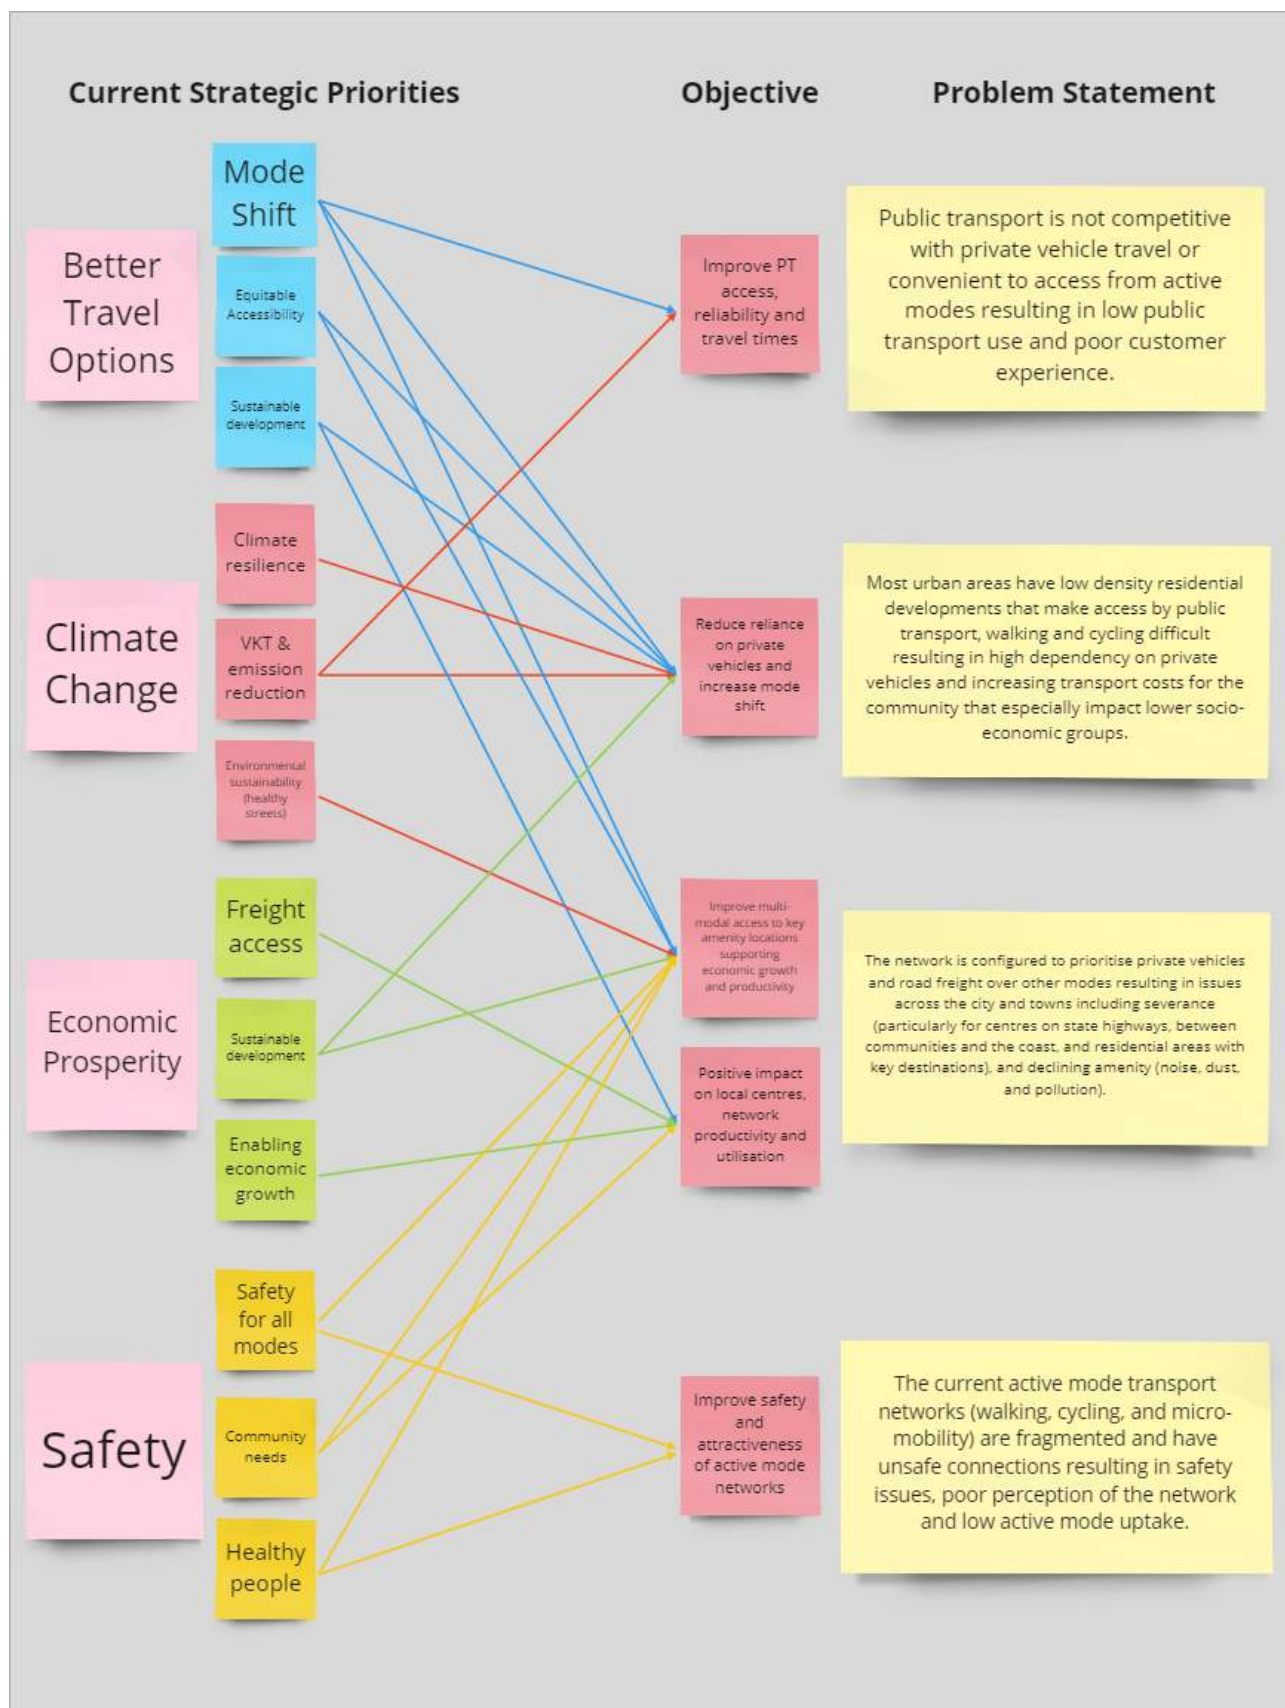 Current Strategic Priorities
Objective
Problem Statement
Better
Travel
Options
Mode
Shift
Equitable
Accessibility
Sustainable
development
Improve PT
access,
reliability and
travel times
Public transport is not competitive
with private vehicle travel or
convenient to access from active
modes resulting in low public
transport use and poor customer
experience.
Climate
Change
Climate
resilience
VKT &
emission
reduction
Environmental
sustainability
(healthy
streets)
Reduce reliance
on private
vehicles and
increase mode
shift
Most urban areas have low density residential
developments that make access by public
transport, walking and cycling difficult
resulting in high dependency on private
vehicles and increasing transport costs for the
community that especially impact lower socio-
economic groups.
Economic
Prosperity
Freight
access
Sustainable
development
Enabling
economic
growth
Improve multi-
modal access to key
amenity locations
supporting
economic growth
and productivity
Positive impact
on local centres,
network
productivity and
utilisation
The network is configured to prioritise private vehicles
and road freight over other modes resulting in issues
across the city and towns including severance
(particularly for centres on state highways, between
communities and the coast, and residential areas with
key destinations), and declining amenity (noise, dust,
and pollution).
Safety
Safety
for all
modes
Community
needs
Healthy
people
Improve safety
and
attractiveness
of active mode
networks
The current active mode transport
networks (walking, cycling, and micro-
mobility) are fragmented and have
unsafe connections resulting in safety
issues, poor perception of the network
and low active mode uptake.